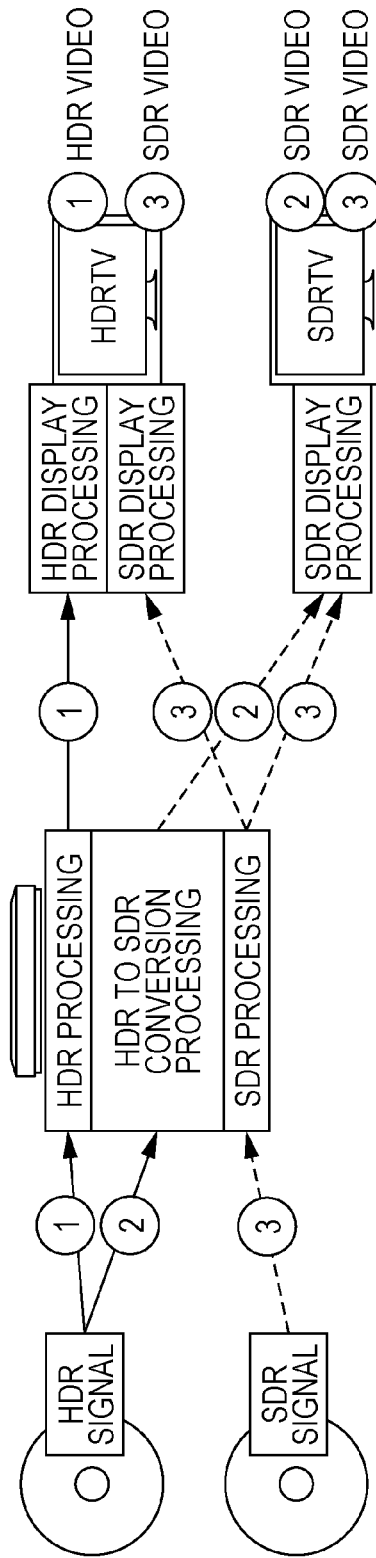 HDR
SIGNAL
SDR
SIGNAL
1
2
3
HDR PROCESSING
HDR TO SDR
CONVERSION
PROCESSING
SDR PROCESSING
1
3
2
3
HDR DISPLAY
PROCESSING
SDR DISPLAY
PROCESSING
SDR DISPLAY
PROCESSING
HDRTV
SDRTV
1 HDR VIDEO
3 SDR VIDEO
2 SDR VIDEO
3 SDR VIDEO